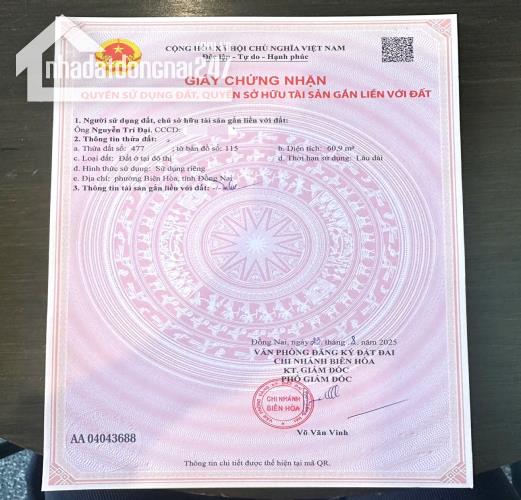 nhadatdongnai247
CỘNG HÒA XÃ HỘI CHỦ NGHĨA VIỆT NAM
Độc lập - Tự do - Hạnh phúc
GIẤY CHỨNG NHẬN
QUYỀN SỬ DỤNG ĐẤT, QUYỀN SỞ HỮU TÀI SẢN GẮN LIỀN VỚI ĐẤT
1. Người sử dụng đất, chủ sở hữu tài sản gắn liền với đất:
Ông Nguyễn Trí Đại, CCCD:
2. Thông tin thửa đất:
a. Thửa đất số: 477 ; tờ bản đồ số: 115 b. Diện tích: 60,9 m²
c. Loại đất: Đất ở tại đô thị d. Thời hạn sử dụng: Lâu dài
đ. Hình thức sử dụng: Sử dụng riêng
e. Địa chỉ: phường Biên Hòa, tỉnh Đồng Nai
3. Thông tin tài sản gắn liền với đất:
Đồng Nai, ngày 25 tháng 8 năm 2025
VĂN PHÒNG ĐĂNG KÝ ĐẤT ĐAI
CHI NHÁNH BIÊN HÒA
KT. GIÁM ĐỐC
PHÓ GIÁM ĐỐC
CHI NHÁNH
BIÊN HÒA
Võ Văn Vinh
AA 04043688
Thông tin chi tiết được thể hiện tại mã QR.